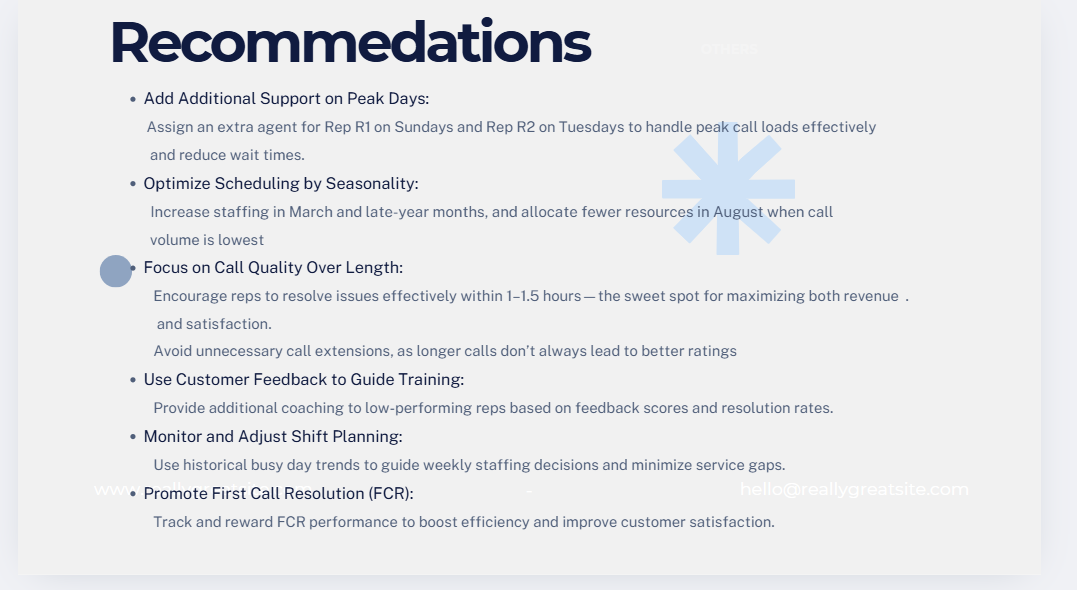 Recommedations
others
• Add Additional Support on Peak Days:
Assign an extra agent for Rep R1 on Sundays and Rep R2 on Tuesdays to handle peak call loads effectively
and reduce wait times.
• Optimize Scheduling by Seasonality:
Increase staffing in March and late-year months, and allocate fewer resources in August when call
volume is lowest
• Focus on Call Quality Over Length:
Encourage reps to resolve issues effectively within 1–1.5 hours—the sweet spot for maximizing both revenue .
and satisfaction.
Avoid unnecessary call extensions, as longer calls don’t always lead to better ratings
• Use Customer Feedback to Guide Training:
Provide additional coaching to low-performing reps based on feedback scores and resolution rates.
• Monitor and Adjust Shift Planning:
Use historical busy day trends to guide weekly staffing decisions and minimize service gaps.
- hello@reallygreatsite.com
• Promote First Call Resolution (FCR):
Track and reward FCR performance to boost efficiency and improve customer satisfaction.